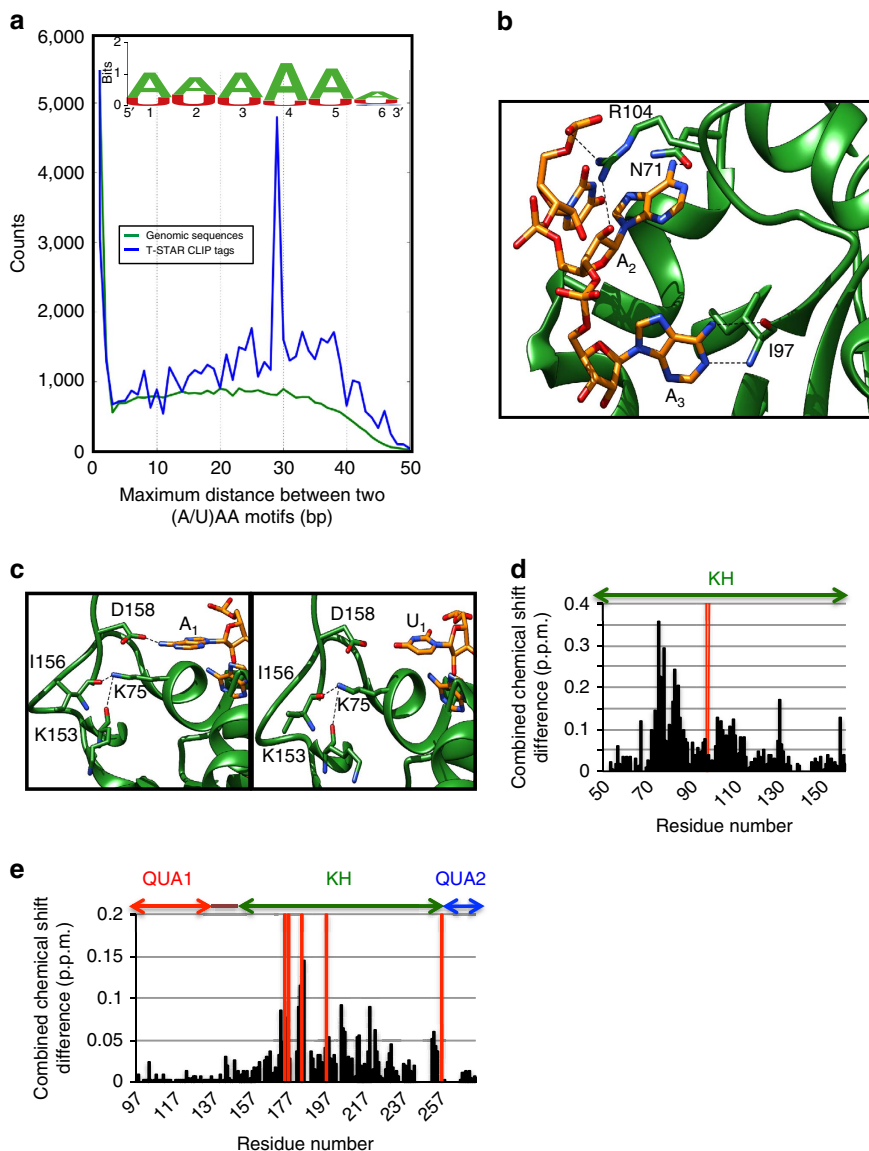 a
6,000
5,000
4,000
3,000
2,000
1,000
0
Counts
2
1
0
Bits
A A A A A A
5′ 1 2 3 4 5 6 3′
Genomic sequences
T-STAR CLIP tags
0 10 20 30 40 50
Maximum distance between two
(A/U)AA motifs (bp)
b
R104
N71
A2
I97
A3
c
D158
A1
I156
K75
K153
D158
U1
I156
K75
K153
d
KH
0.4
0.3
0.2
0.1
0
Combined chemical shift
difference (p.p.m.)
50 70 90 110 130 150
Residue number
e
QUA1 KH QUA2
0.2
0.15
0.1
0.05
0
Combined chemical shift
difference (p.p.m.)
97 117 137 157 177 197 217 237 257
Residue number